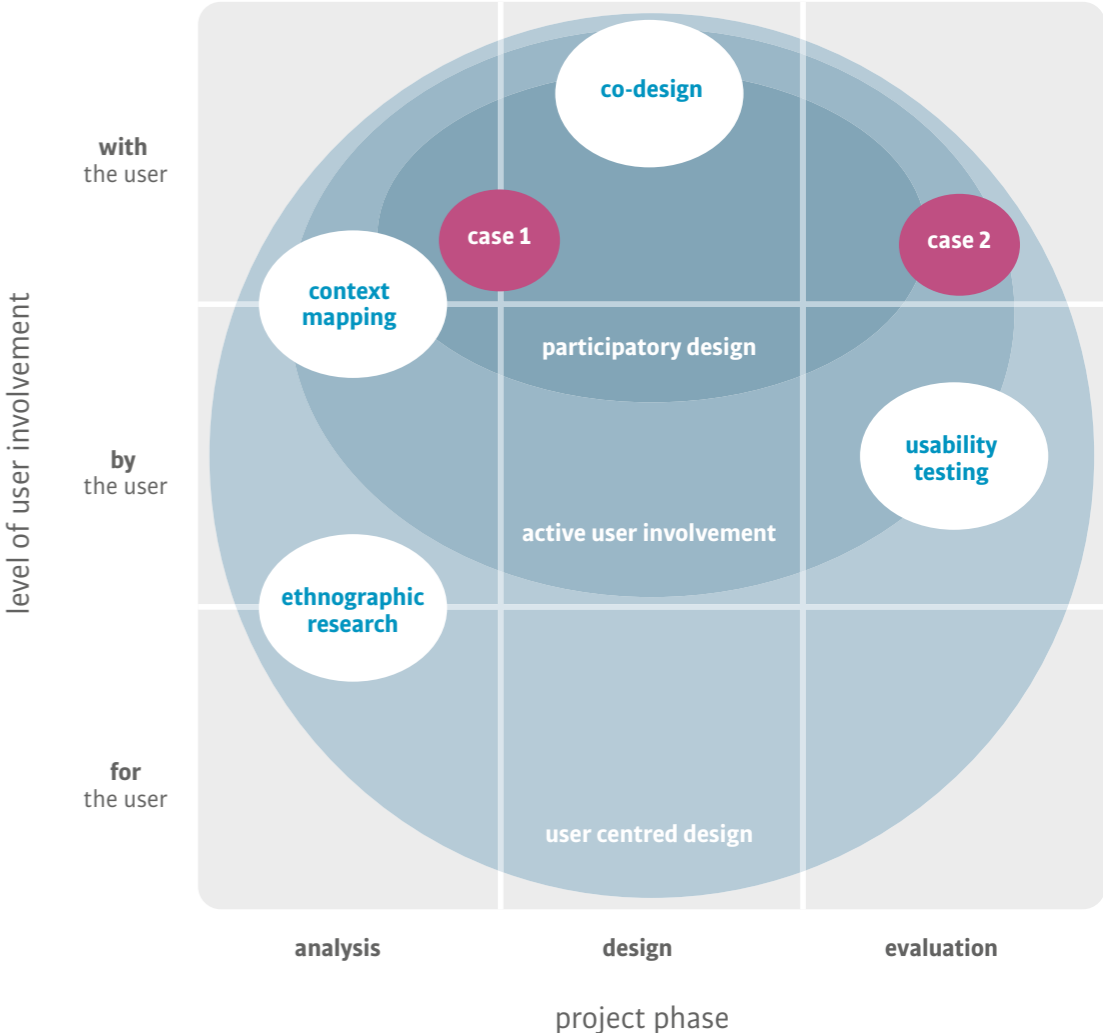 level of user involvement
with
the user
by
the user
for
the user
co-design
case 1
case 2
context
mapping
participatory design
usability
testing
active user involvement
ethnographic
research
user centred design
analysis
design
evaluation
project phase